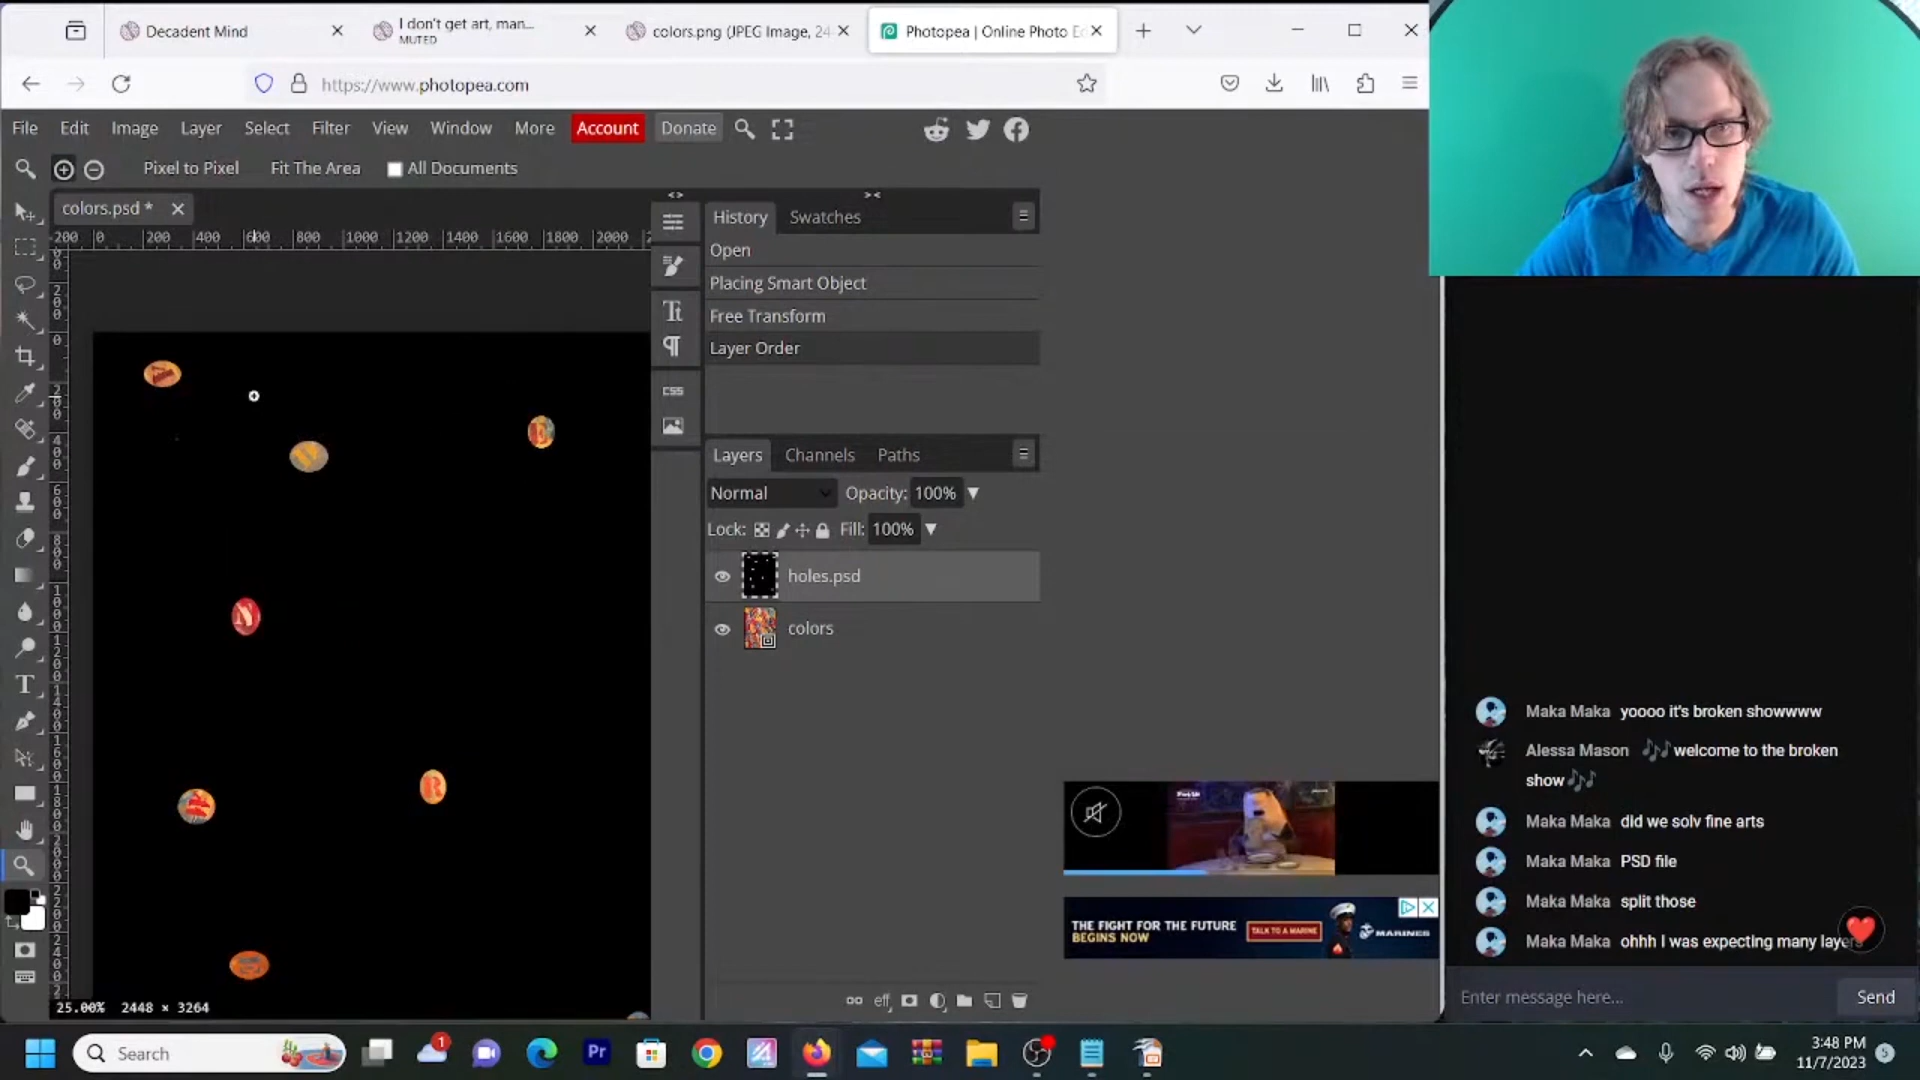 Decadent Mind
I don't get art, man...
MUTED
colors.png (JPEG Image, 24
Photopea | Online Photo Ed
https://www.photopea.com
File Edit Image Layer Select Filter View Window More Account Donate
Pixel to Pixel Fit The Area All Documents
colors.psd *
200 0 200 400 600 800 1000 1200 1400 1600 1800 2000
History Swatches
Open
Placing Smart Object
Free Transform
Layer Order
CSS
Layers Channels Paths
Normal Opacity: 100%
Lock: Fill: 100%
holes.psd
colors
E
N
R
25.00% 2448 × 3264
eff
THE FIGHT FOR THE FUTURE
BEGINS NOW
TALK TO A MARINE
MARINES
Maka Maka yoooo it's broken showwww
Alessa Mason 🎶welcome to the broken
show🎶
Maka Maka did we solv fine arts
Maka Maka PSD file
Maka Maka split those
Maka Maka ohhh I was expecting many layers
Enter message here...
Send
Search
1
Pr
3:48 PM
11/7/2023
5